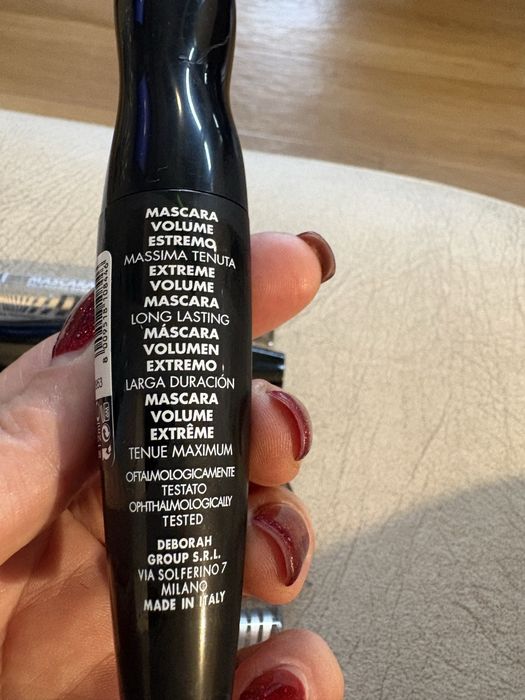 MASCARA
VOLUME
ESTREMO
MASSIMA TENUTA
EXTREME
VOLUME
MASCARA
LONG LASTING
MÁSCARA
VOLUMEN
EXTREMO
LARGA DURACIÓN
MASCARA
VOLUME
EXTRÊME
TENUE MAXIMUM
OFTALMOLOGICAMENTE
TESTATO
OPHTHALMOLOGICALLY
TESTED
DEBORAH
GROUP S.R.L.
VIA SOLFERINO 7
MILANO
MADE IN ITALY
MASCARA